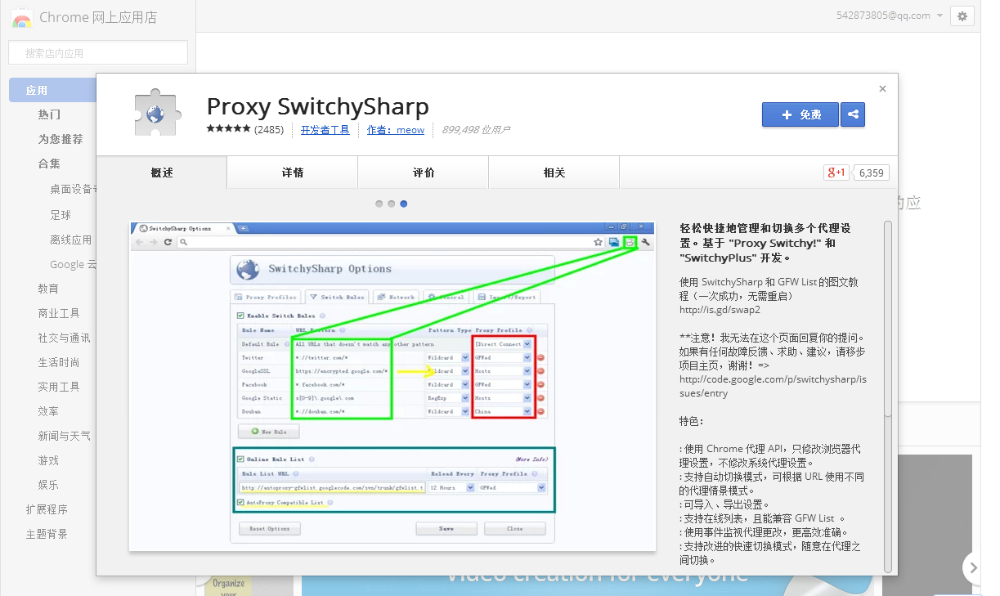 Chrome 网上应用店
542873805@qq.com
搜索店内应用
应用
热门
为您推荐
合集
桌面设备
足球
离线应用
Google 云
教育
商业工具
社交与通讯
生活时尚
实用工具
效率
新闻与天气
游戏
娱乐
扩展程序
主题背景
Proxy SwitchySharp
★★★★★ (2485) 开发者工具 作者：meow 899,498 位用户
+ 免费
概述 详情 评价 相关
g+1 6,359
应
SwitchySharp Options
SwitchySharp Options
Proxy Profiles Switch Rules Network General Import/Export
Enable Switch Rules
Rule Name URL Pattern Pattern Type Proxy Profile
Default Rule All URLs that doesn't match any other pattern [Direct Connect
Twitter *://twitter.com/* Wildcard GFWed
GoogleSSL https://encrypted.google.com/* Wildcard Hosts
Facebook *.facebook.com/* Wildcard GFWed
Google Static s[0-9]\.google\.com RegExp Hosts
Douban *://douban.com/* Wildcard China
New Rule
Online Rule List (More Info)
Rule List URL Reload Every Proxy Profile
http://autoproxy-gfwlist.googlecode.com/svn/trunk/gfwlist.t 12 Hours GFWed
AutoProxy Compatible List
Reset Options Save Close
轻松快捷地管理和切换多个代理设
置。基于 "Proxy Switchy!" 和
"SwitchyPlus" 开发。
使用 SwitchySharp 和 GFW List 的图文教
程（一次成功，无需重启）
http://is.gd/swap2
**注意！我无法在这个页面回复你的提问。
如果有任何故障反馈、求助、建议，请移步
项目主页，谢谢！=>
http://code.google.com/p/switchysharp/is
sues/entry
特色：
: 使用 Chrome 代理 API，只修改浏览器代
理设置，不修改系统代理设置。
: 支持自动切换模式，可根据 URL 使用不同
的代理情景模式。
: 可导入、导出设置。
: 支持在线列表，且能兼容 GFW List 。
: 使用事件监视代理更改，更高效准确。
: 支持改进的快速切换模式，随意在代理之
间切换。
Organize
your
video creation for everyone